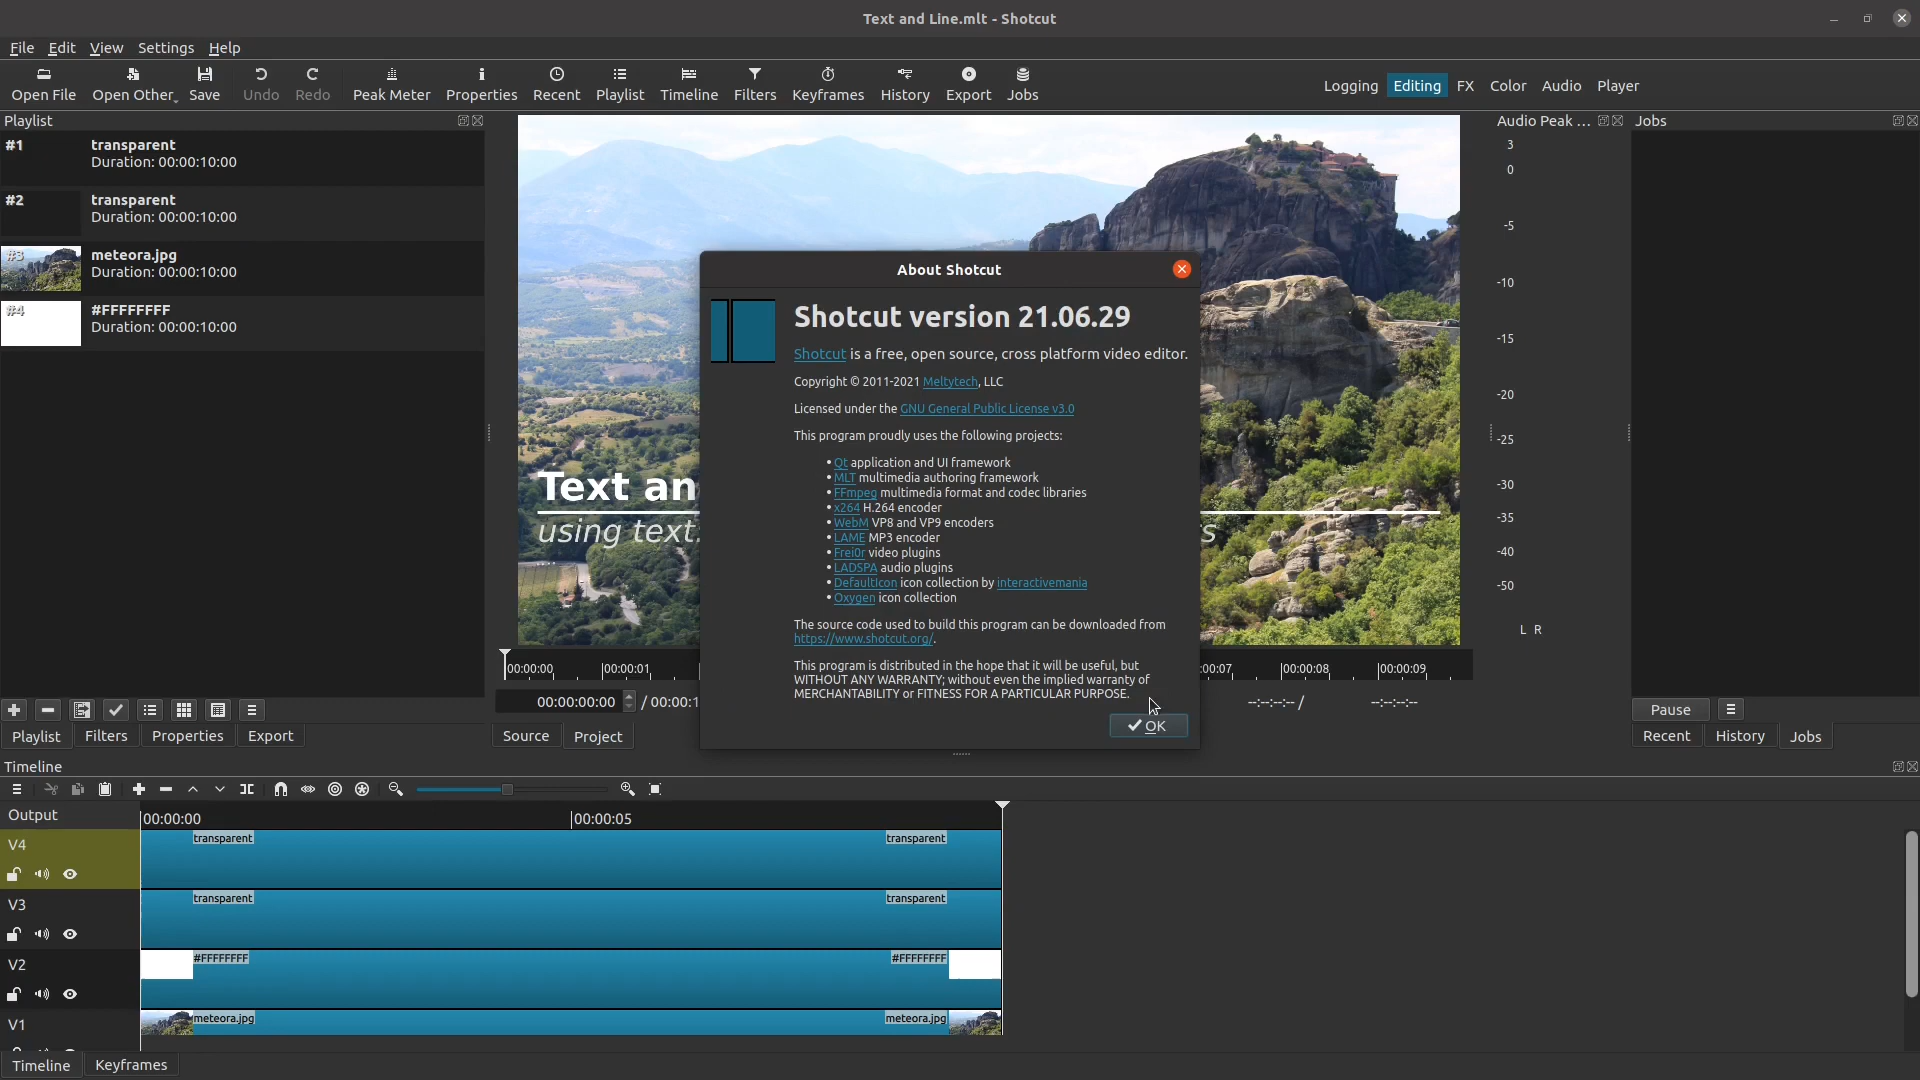 Text and Line.mlt - Shotcut
File Edit View Settings Help
Open File Open Other Save Undo Redo Peak Meter Properties Recent Playlist Timeline Filters Keyframes History Export Jobs
Logging Editing FX Color Audio Player
Playlist
#1 transparent
Duration: 00:00:10:00
#2 transparent
Duration: 00:00:10:00
#3 meteora.jpg
Duration: 00:00:10:00
#4 #FFFFFFFF
Duration: 00:00:10:00
Playlist Filters Properties Export
Text an
using text.
s
00:00:00 00:00:01 :00:07 00:00:08 00:00:09
00:00:00:00 / 00:00:1 --:--:--:-- / --:--:--:--
Source Project
About Shotcut
Shotcut version 21.06.29
Shotcut is a free, open source, cross platform video editor.
Copyright © 2011-2021 Meltytech, LLC
Licensed under the GNU General Public License v3.0
This program proudly uses the following projects:
• Qt application and UI framework
• MLT multimedia authoring framework
• FFmpeg multimedia format and codec libraries
• x264 H.264 encoder
• WebM VP8 and VP9 encoders
• LAME MP3 encoder
• Frei0r video plugins
• LADSPA audio plugins
• DefaultIcon icon collection by interactivemania
• Oxygen icon collection
The source code used to build this program can be downloaded from
https://www.shotcut.org/.
This program is distributed in the hope that it will be useful, but
WITHOUT ANY WARRANTY; without even the implied warranty of
MERCHANTABILITY or FITNESS FOR A PARTICULAR PURPOSE.
OK
Audio Peak ...
3
0
-5
-10
-15
-20
-25
-30
-35
-40
-50
L R
Jobs
Pause
Recent History Jobs
Timeline
Output
00:00:00 00:00:05
V4
transparent transparent
V3
transparent transparent
V2
#FFFFFFFF #FFFFFFFF
V1
meteora.jpg meteora.jpg
Timeline Keyframes